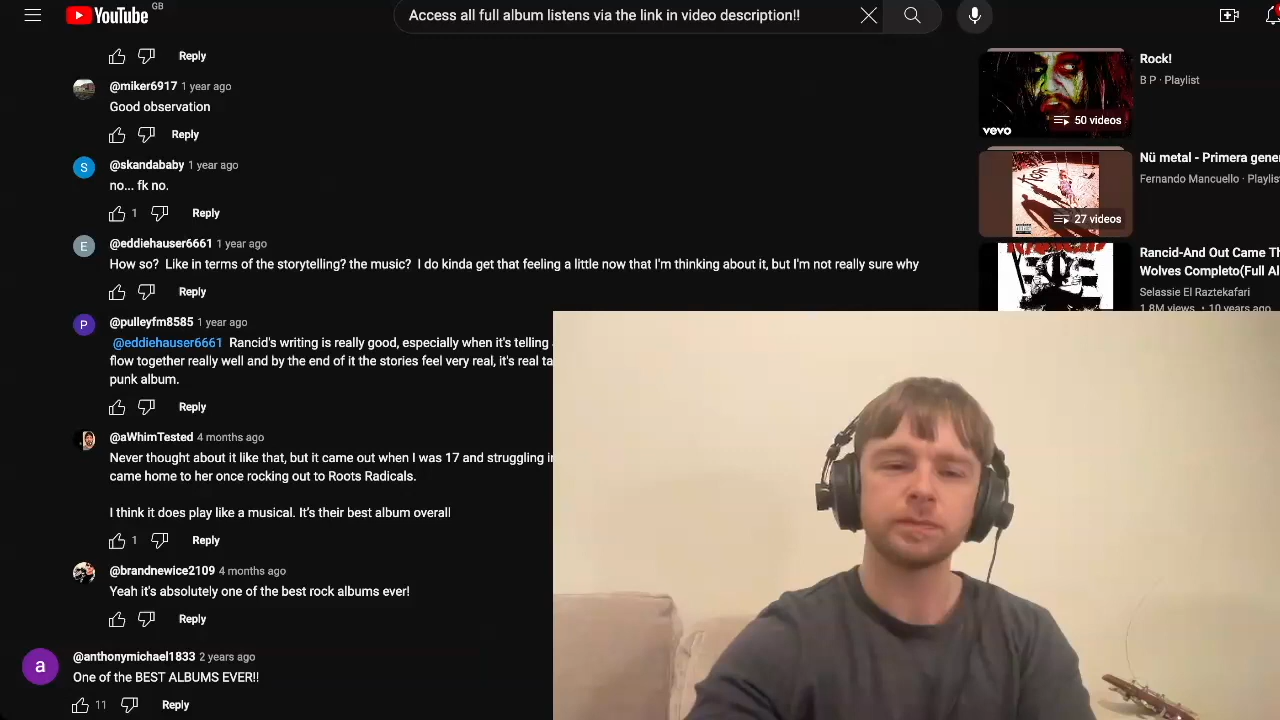 YouTube GB
Access all full album listens via the link in video description!!
Reply
@miker6917 1 year ago
Good observation
Reply
S
@skandababy 1 year ago
no... fk no.
1 Reply
E
@eddiehauser6661 1 year ago
How so? Like in terms of the storytelling? the music? I do kinda get that feeling a little now that I'm thinking about it, but I'm not really sure why
Reply
P
@pulleyfm8585 1 year ago
@eddiehauser6661 Rancid's writing is really good, especially when it's telling
flow together really well and by the end of it the stories feel very real, it's real
punk album.
Reply
@aWhimTested 4 months ago
Never thought about it like that, but it came out when I was 17 and struggling
came home to her once rocking out to Roots Radicals.
I think it does play like a musical. It's their best album overall
1 Reply
@brandnewice2109 4 months ago
Yeah it's absolutely one of the best rock albums ever!
Reply
a
@anthonymichael1833 2 years ago
One of the BEST ALBUMS EVER!!
11 Reply
vevo
50 videos
Rock!
B P · Playlist
KoRn
27 videos
Nü metal - Primera gener
Fernando Mancuello · Playlis
Rancid-And Out Came Th
Wolves Completo(Full Al
Selassie El Raztekafari
1.8M views · 10 years ago